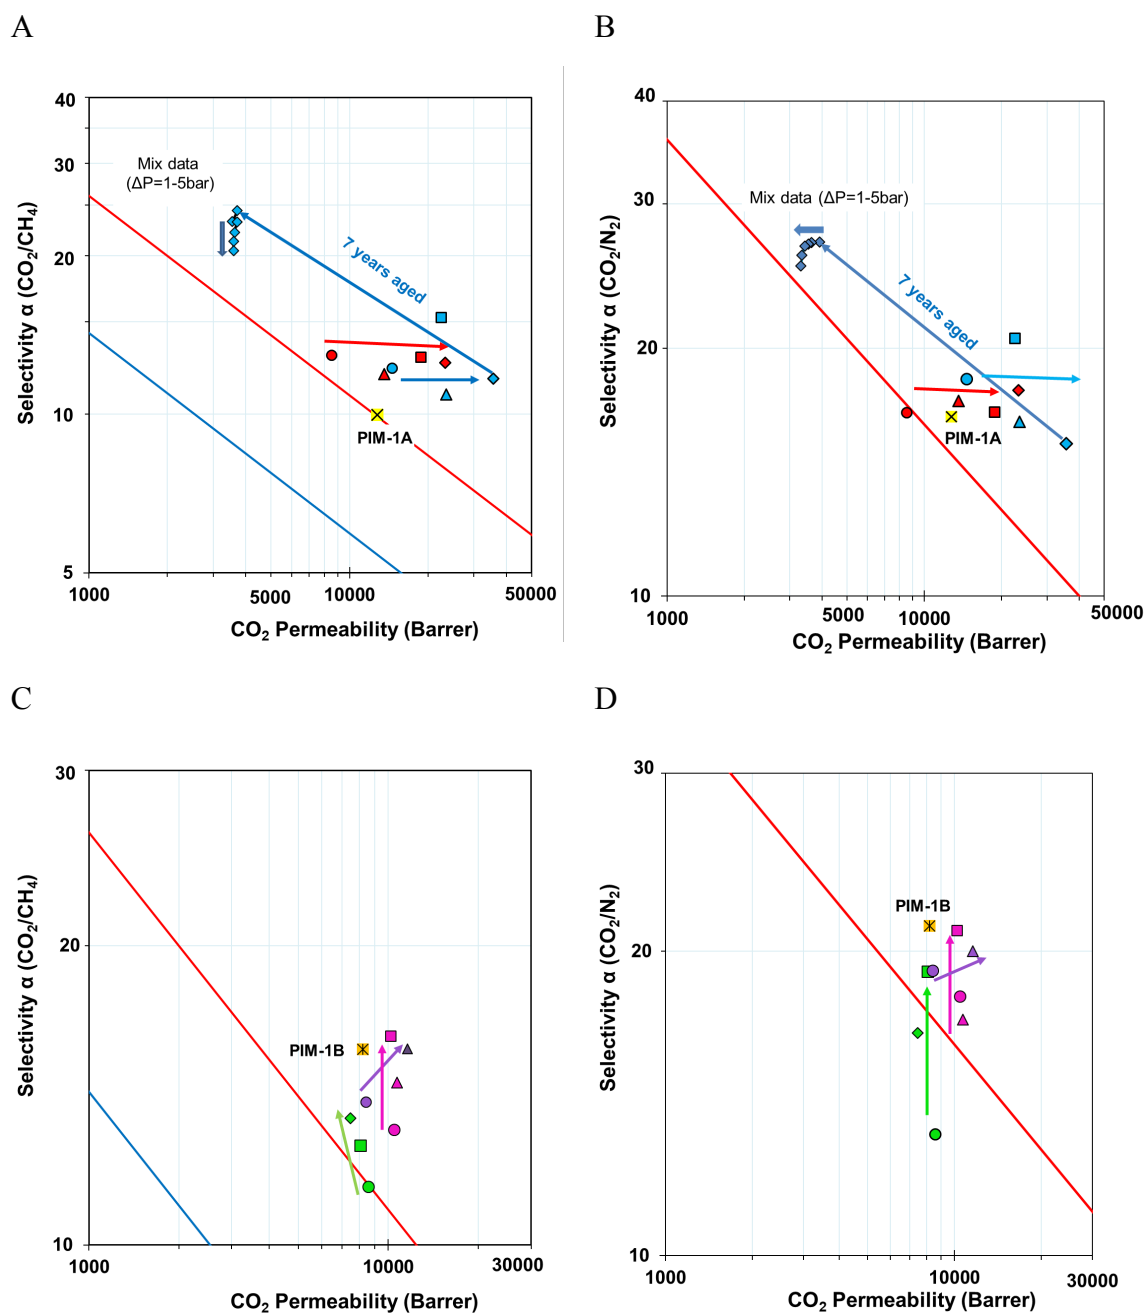 A
40
30
20
10
5
Selectivity α (CO₂/CH₄)
Mix data
(ΔP=1-5bar)
7 years aged
PIM-1A
1000
5000
10000
50000
CO₂ Permeability (Barrer)
B
40
30
20
10
Selectivity α (CO₂/N₂)
Mix data (ΔP=1-5bar)
7 years aged
PIM-1A
1000
5000
10000
50000
CO₂ Permeability (Barrer)
C
30
20
10
Selectivity α (CO₂/CH₄)
PIM-1B
1000
10000
30000
CO₂ Permeability (Barrer)
D
30
20
10
Selectivity α (CO₂/N₂)
PIM-1B
1000
10000
30000
CO₂ Permeability (Barrer)